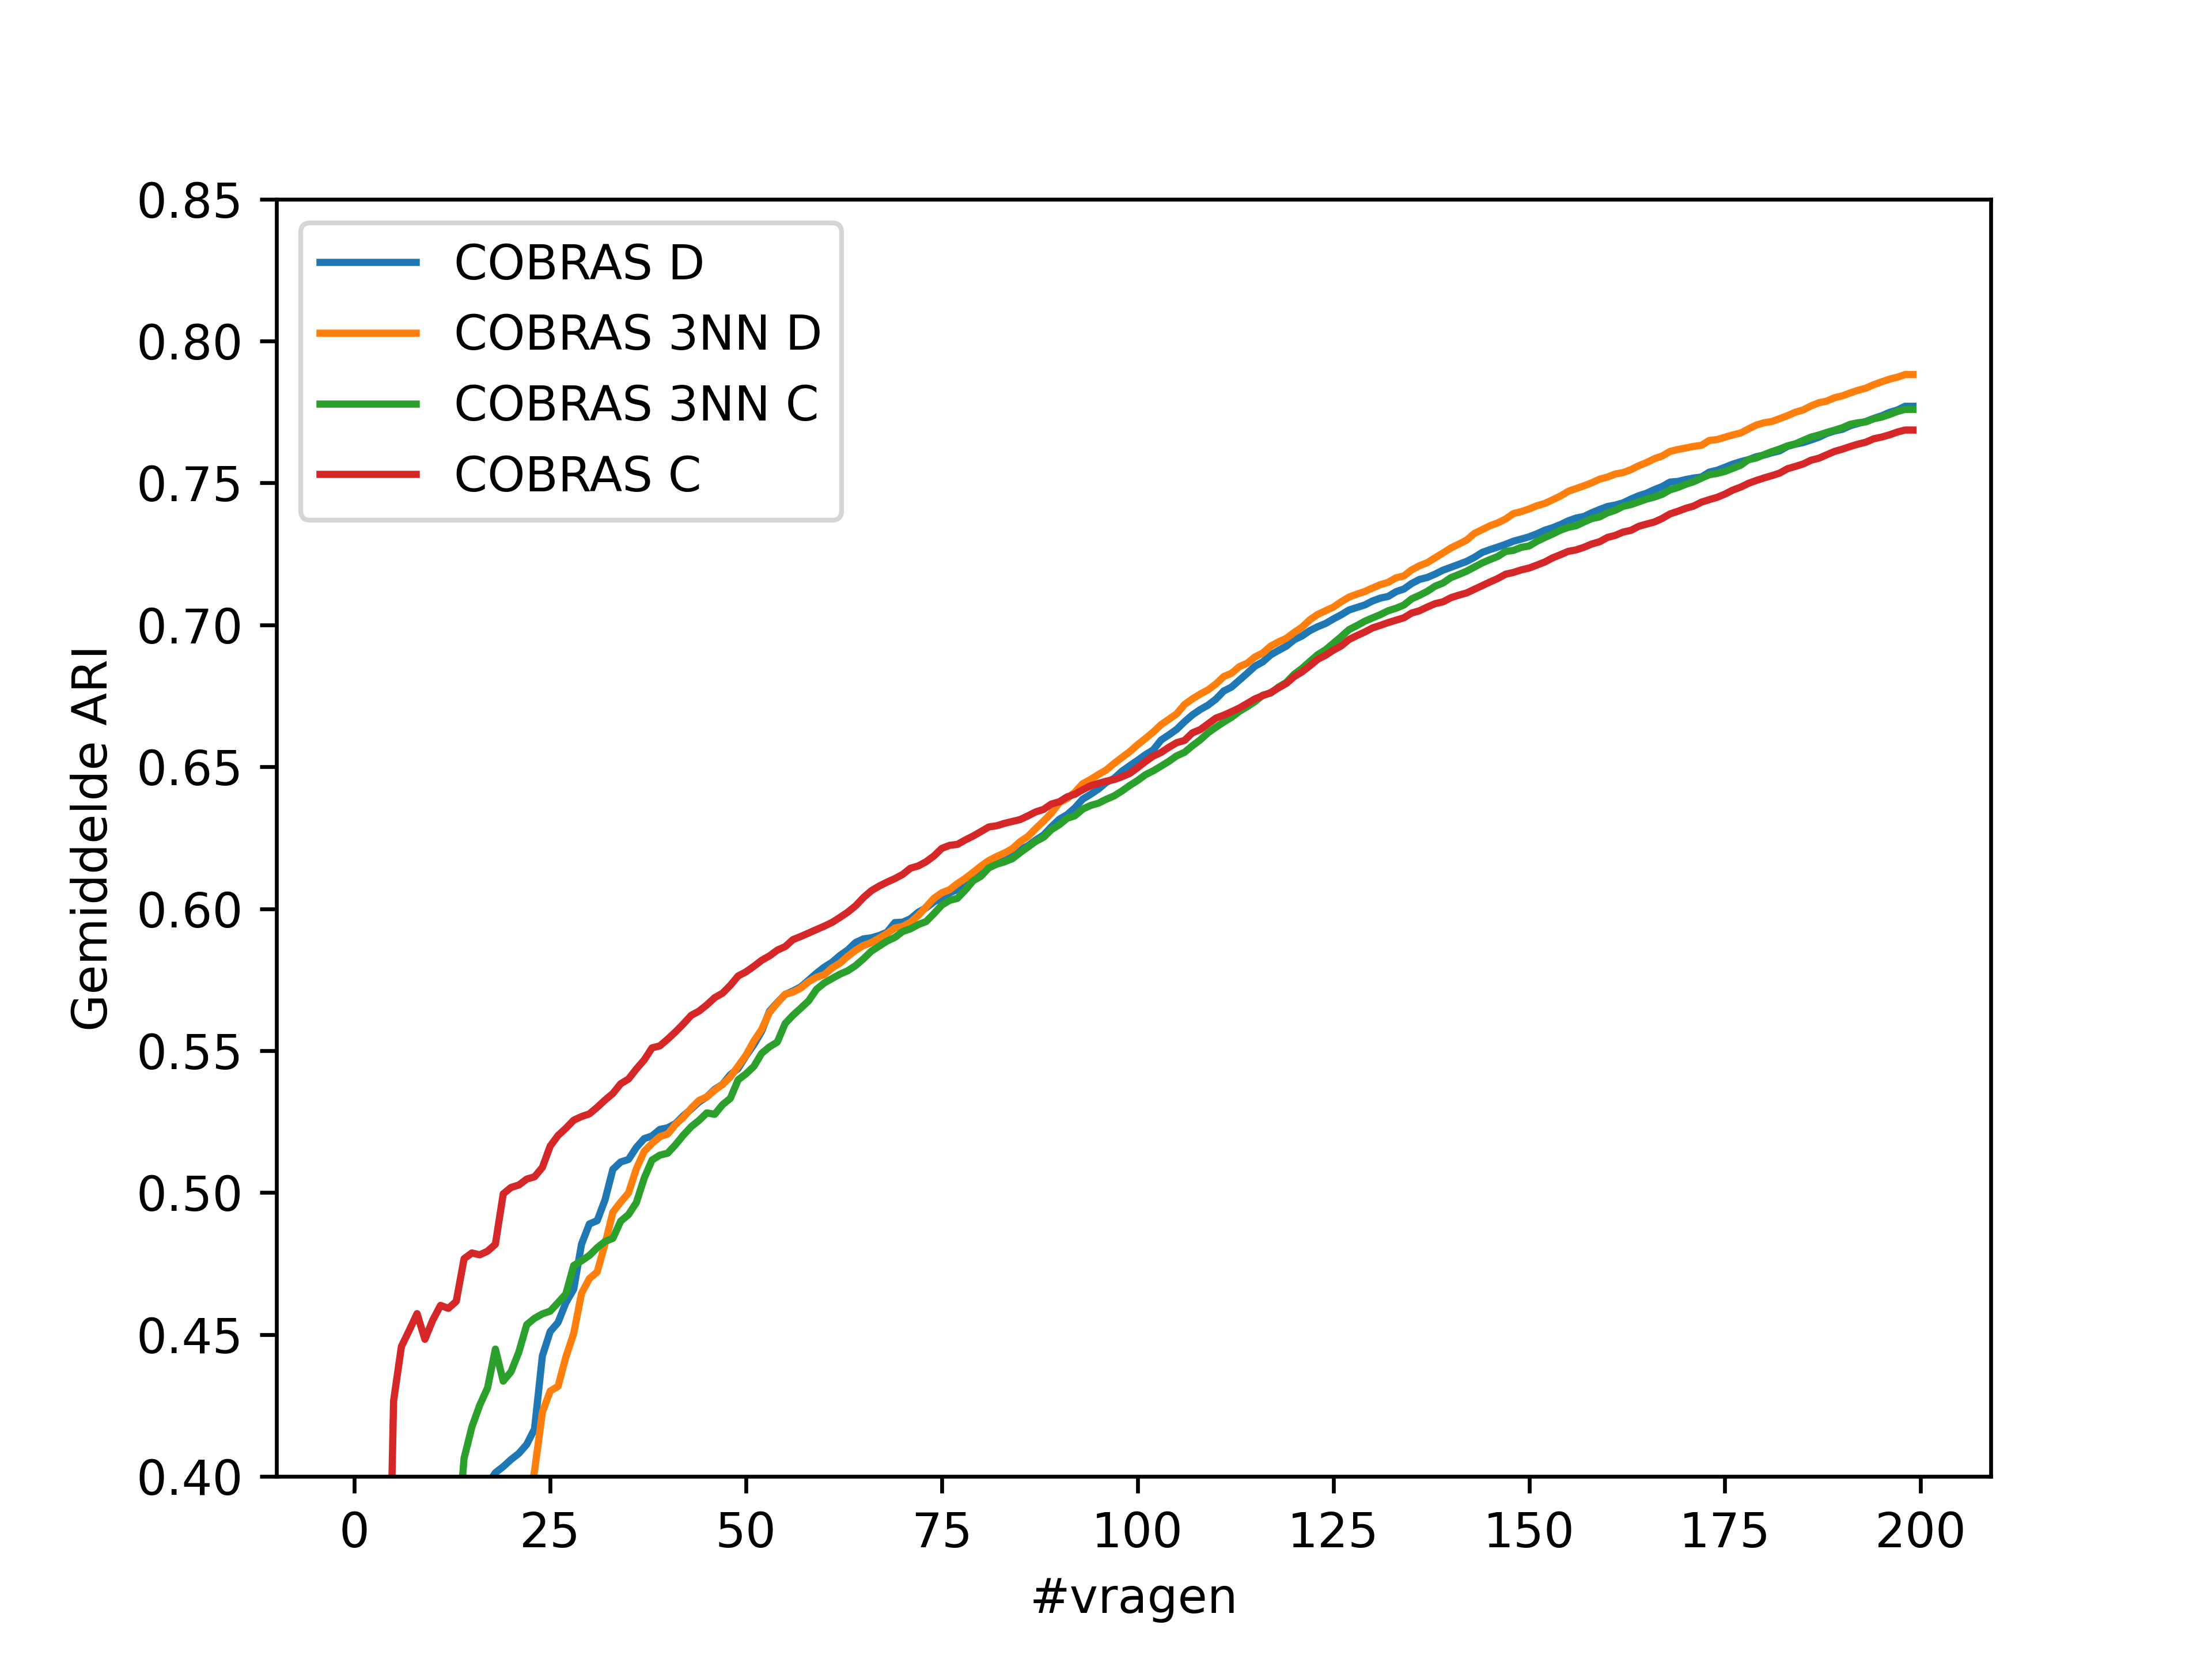 0.85
0.80
0.75
0.70
0.65
0.60
0.55
0.50
0.45
0.40
Gemiddelde ARI
COBRAS D
COBRAS 3NN D
COBRAS 3NN C
COBRAS C
0 25 50 75 100 125 150 175 200
#vragen